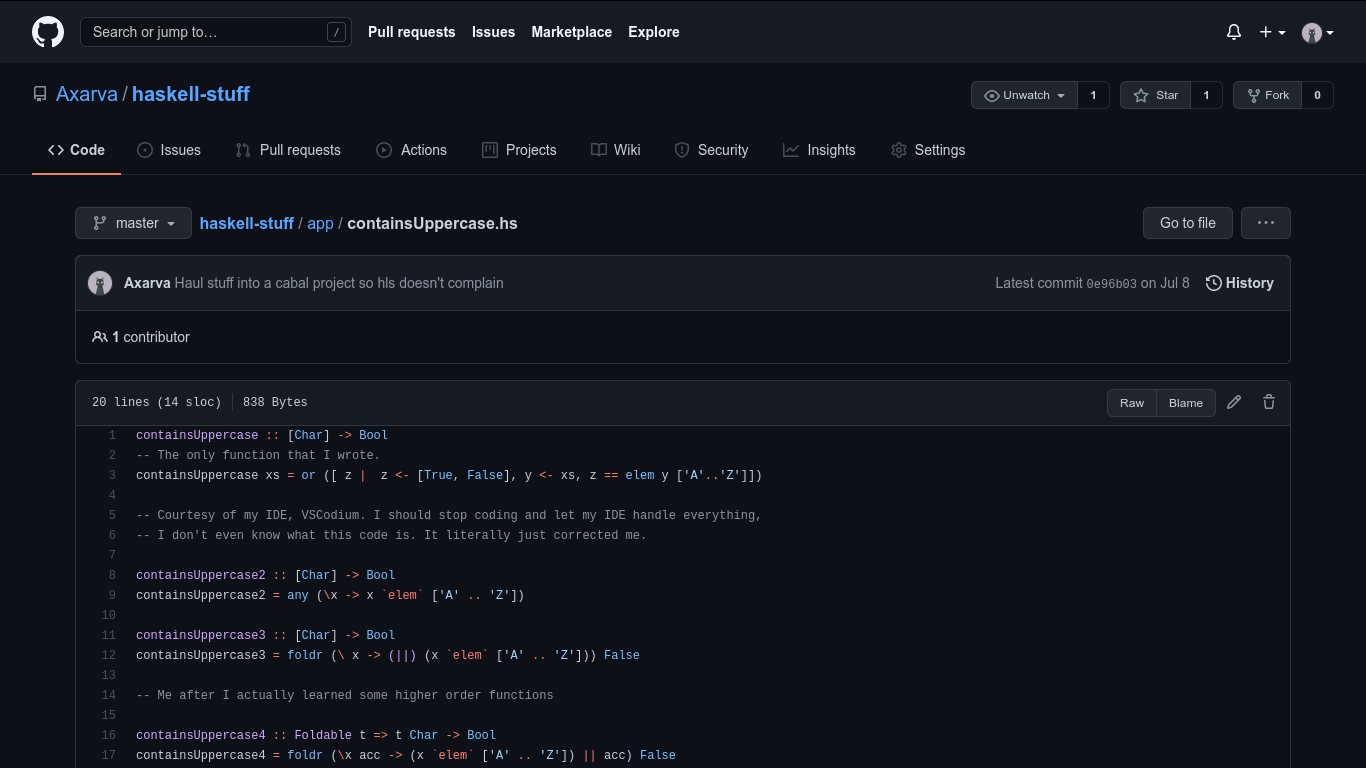 Search or jump to… /
Pull requests Issues Marketplace Explore
Axarva / haskell-stuff
Unwatch 1 Star 1 Fork 0
Code Issues Pull requests Actions Projects Wiki Security Insights Settings
master haskell-stuff / app / containsUppercase.hs Go to file ···
Axarva Haul stuff into a cabal project so hls doesn't complain Latest commit 0e96b03 on Jul 8 History
1 contributor
20 lines (14 sloc) 838 Bytes Raw Blame
1 containsUppercase :: [Char] -> Bool
2 -- The only function that I wrote.
3 containsUppercase xs = or ([ z |  z <- [True, False], y <- xs, z == elem y ['A'..'Z']])
4
5 -- Courtesy of my IDE, VSCodium. I should stop coding and let my IDE handle everything,
6 -- I don't even know what this code is. It literally just corrected me.
7
8 containsUppercase2 :: [Char] -> Bool
9 containsUppercase2 = any (\x -> x `elem` ['A' .. 'Z'])
10
11 containsUppercase3 :: [Char] -> Bool
12 containsUppercase3 = foldr (\ x -> (||) (x `elem` ['A' .. 'Z'])) False
13
14 -- Me after I actually learned some higher order functions
15
16 containsUppercase4 :: Foldable t => t Char -> Bool
17 containsUppercase4 = foldr (\x acc -> (x `elem` ['A' .. 'Z']) || acc) False